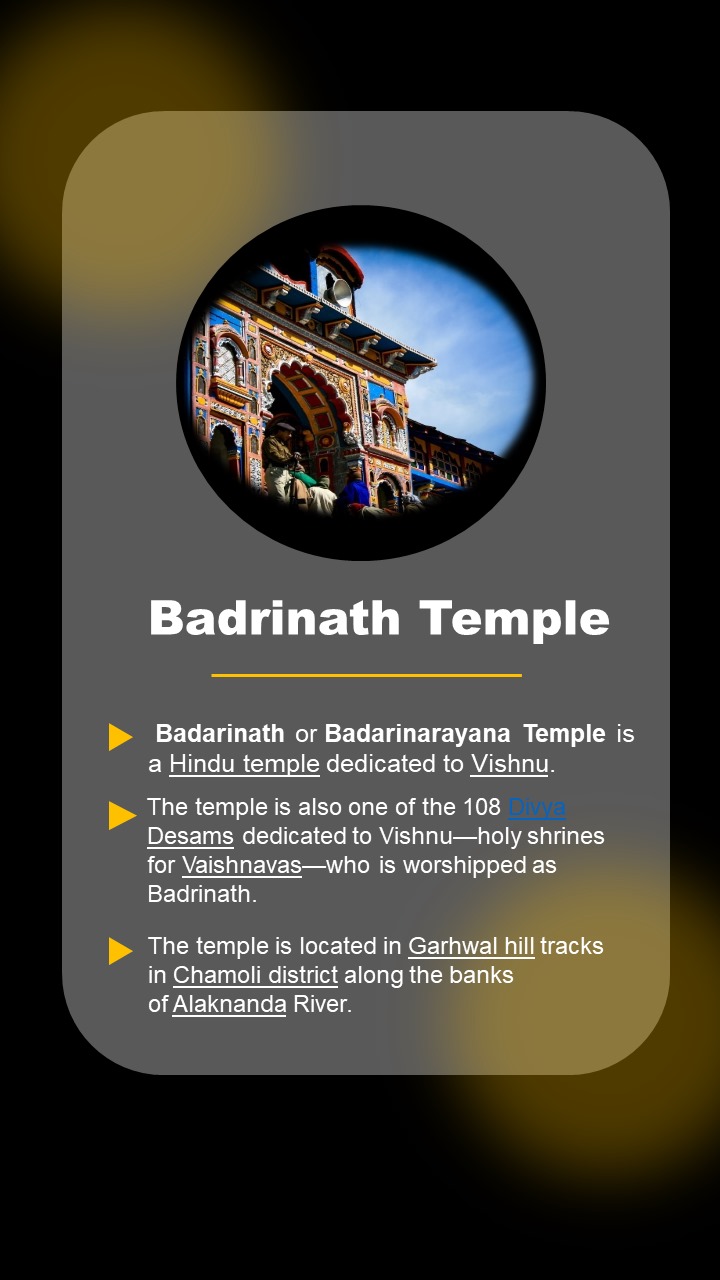 Badrinath Temple
Badarinath or Badarinarayana Temple is
a Hindu temple dedicated to Vishnu.
The temple is also one of the 108 Divya
Desams dedicated to Vishnu—holy shrines
for Vaishnavas—who is worshipped as
Badrinath.
The temple is located in Garhwal hill tracks
in Chamoli district along the banks
of Alaknanda River.